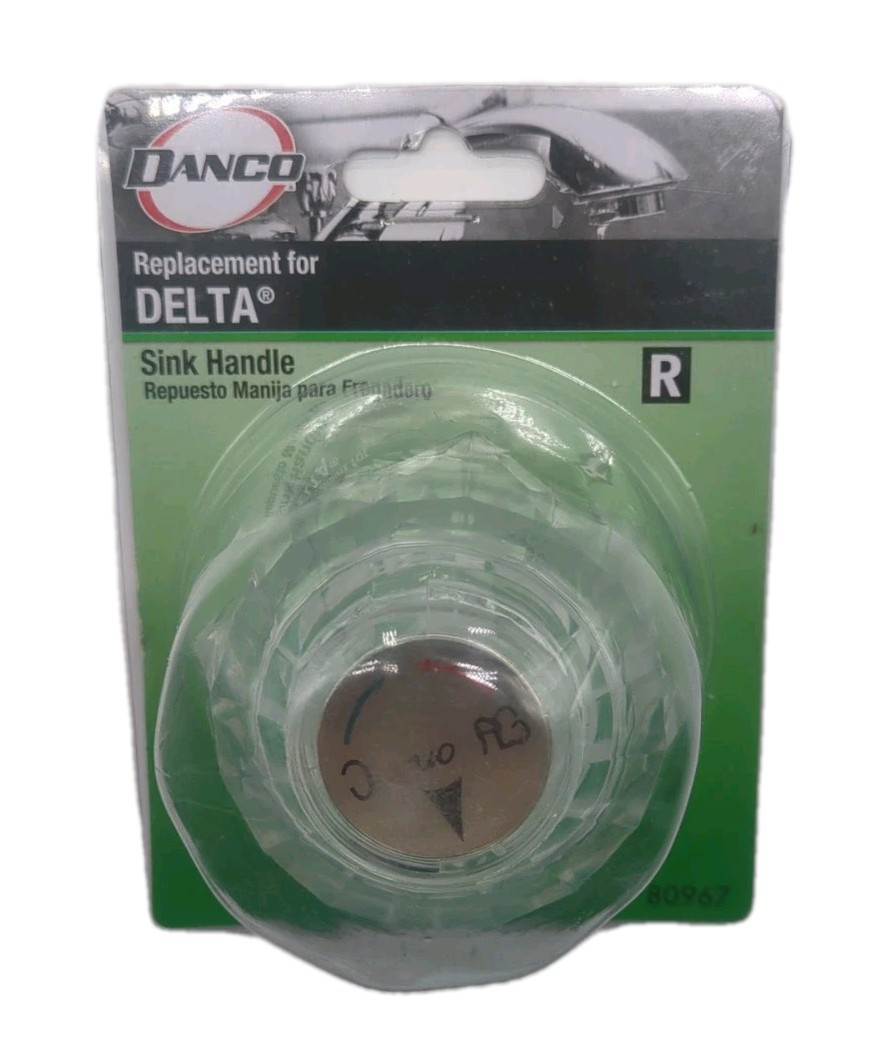 DANCO
Replacement for
DELTA®
Sink Handle
R
Repuesto Manija para Fregadero
80967